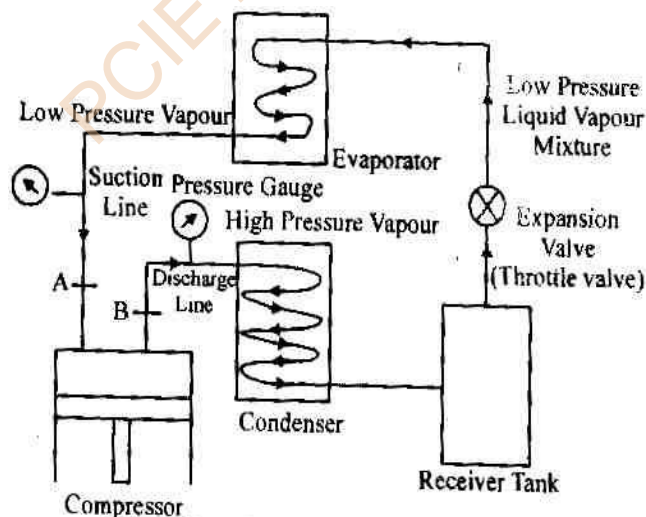 PCIE
Low Pressure Vapour
Evaporator
Low Pressure
Liquid Vapour
Mixture
Suction
Line
Pressure Gauge
High Pressure Vapour
Expansion
Valve
(Throttle valve)
A
B
Discharge
Line
Condenser
Receiver Tank
Compressor